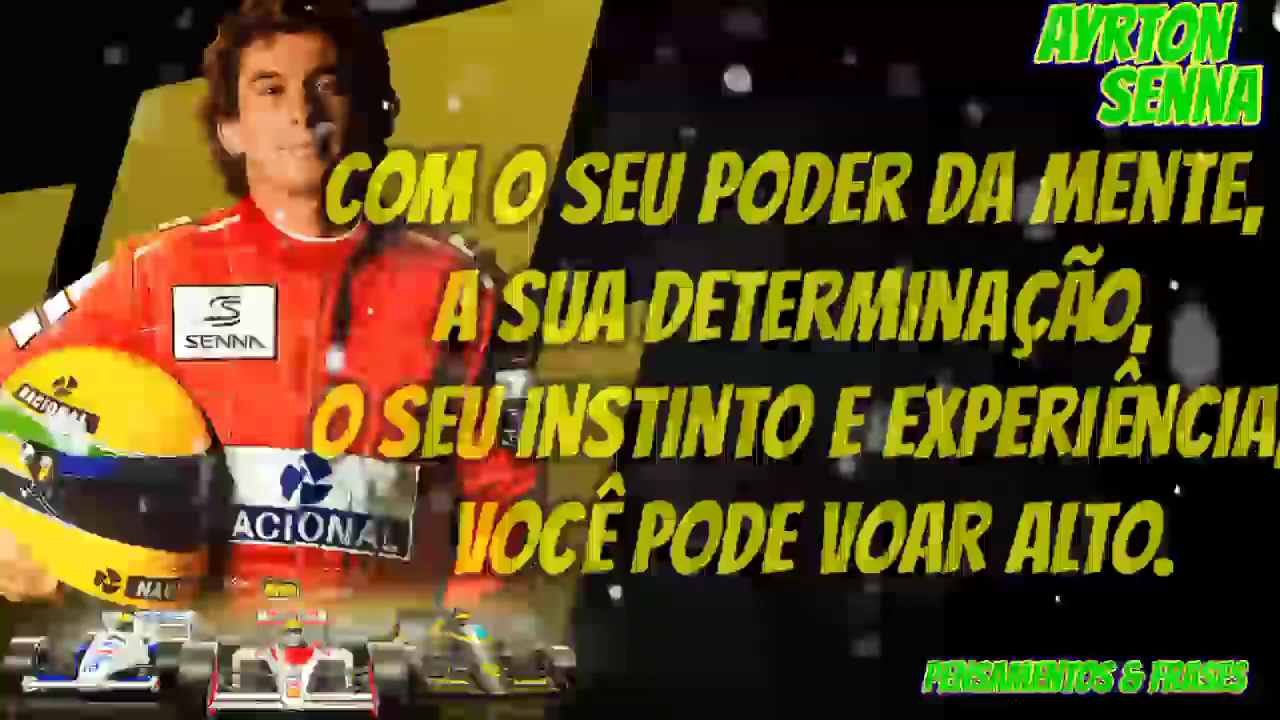 AYRTON
SENNA
COM O SEU PODER DA MENTE,
A SUA DETERMINAÇÃO,
O SEU INSTINTO E EXPERIÊNCIA,
VOCÊ PODE VOAR ALTO.
SENNA
NACIONAL
ACIONAL
PENSAMENTOS & FRASES